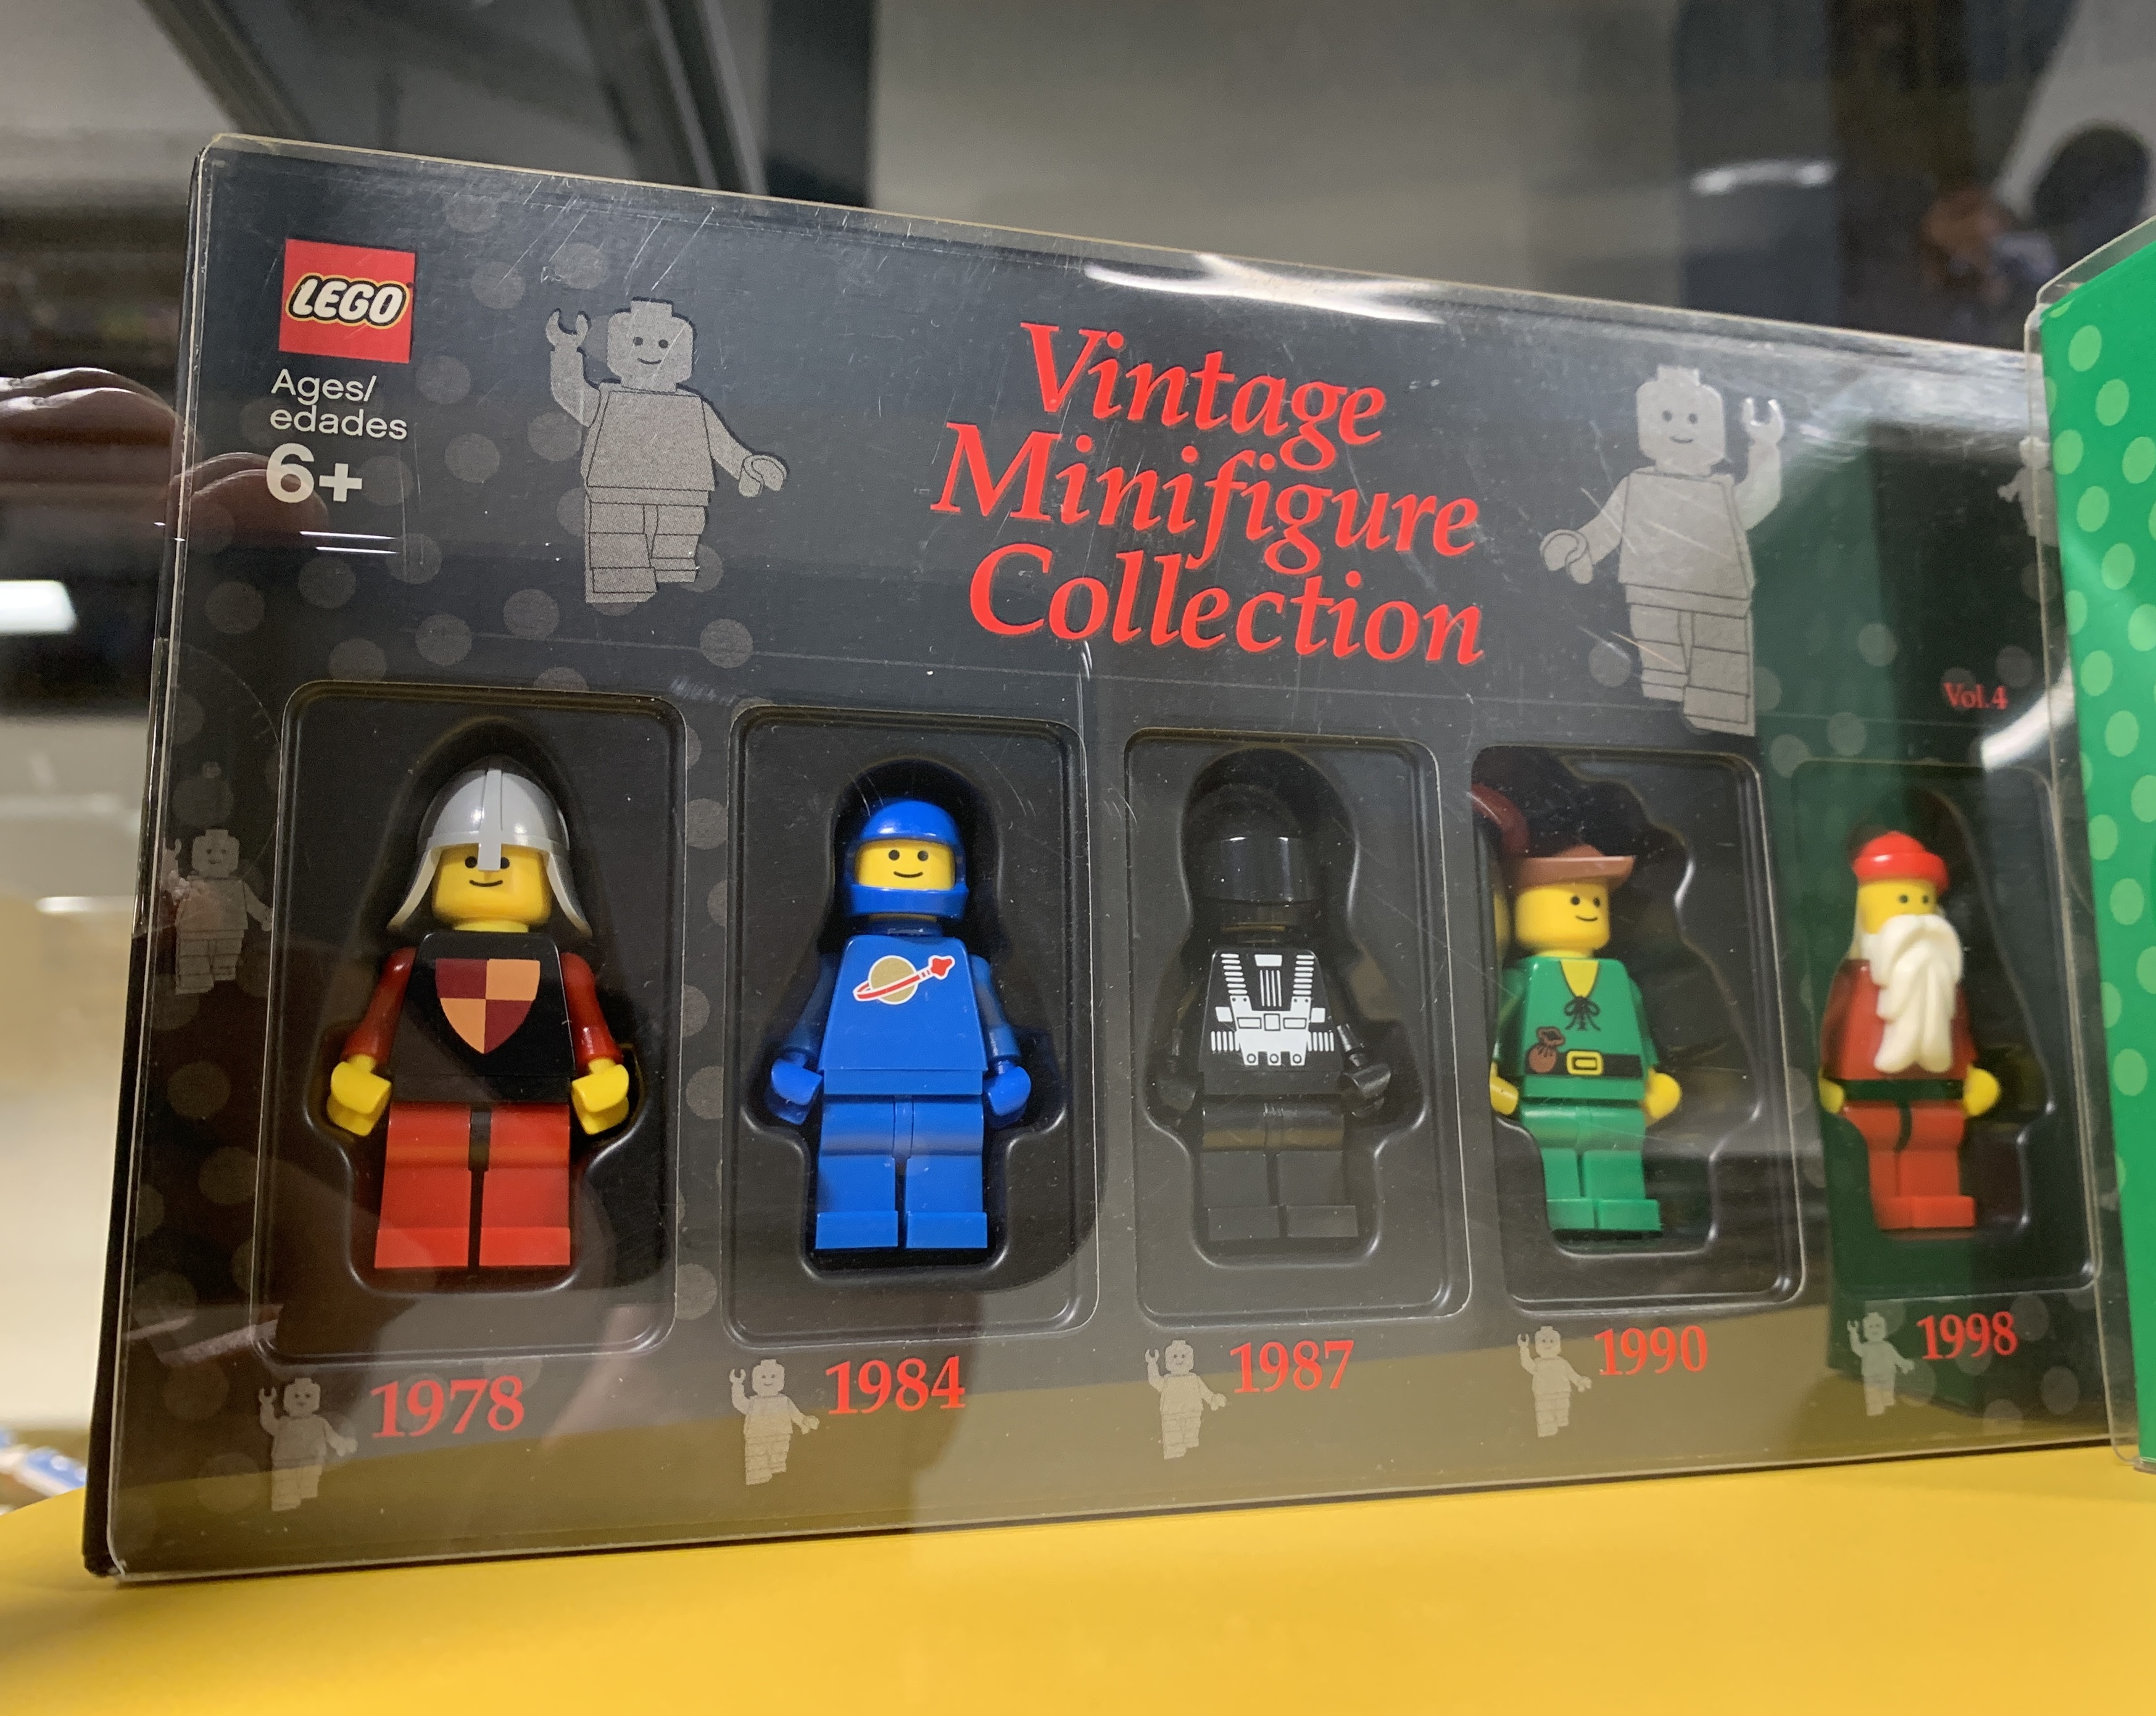 LEGO
Ages/
edades
6+
Vintage
Minifigure
Collection
Vol.4
1978
1984
1987
1990
1998